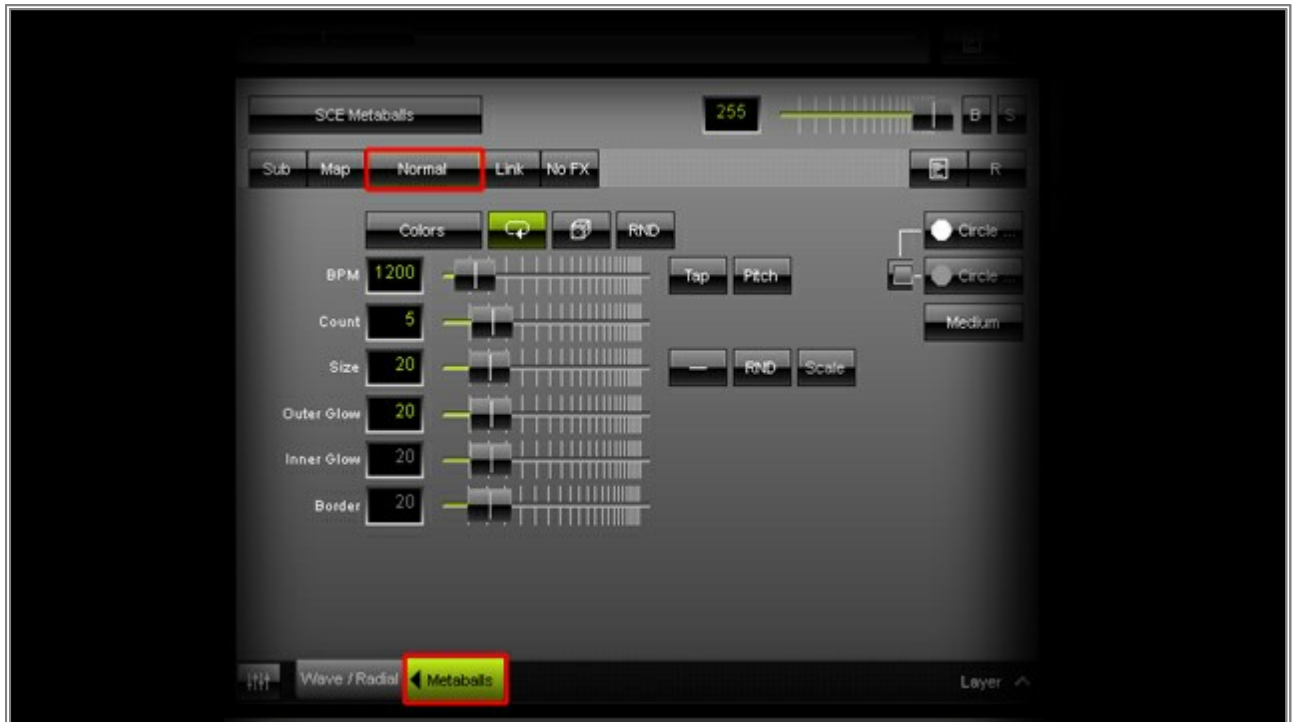 SCE Metaballs 255 B S
Sub Map Normal Link No FX R
Colors RND Circle ...
BPM 1200 Tap Pitch Circle ...
Count 5 Medium
Size 20 — RND Scale
Outer Glow 20
Inner Glow 20
Border 20
Wave / Radial Metaballs Layer